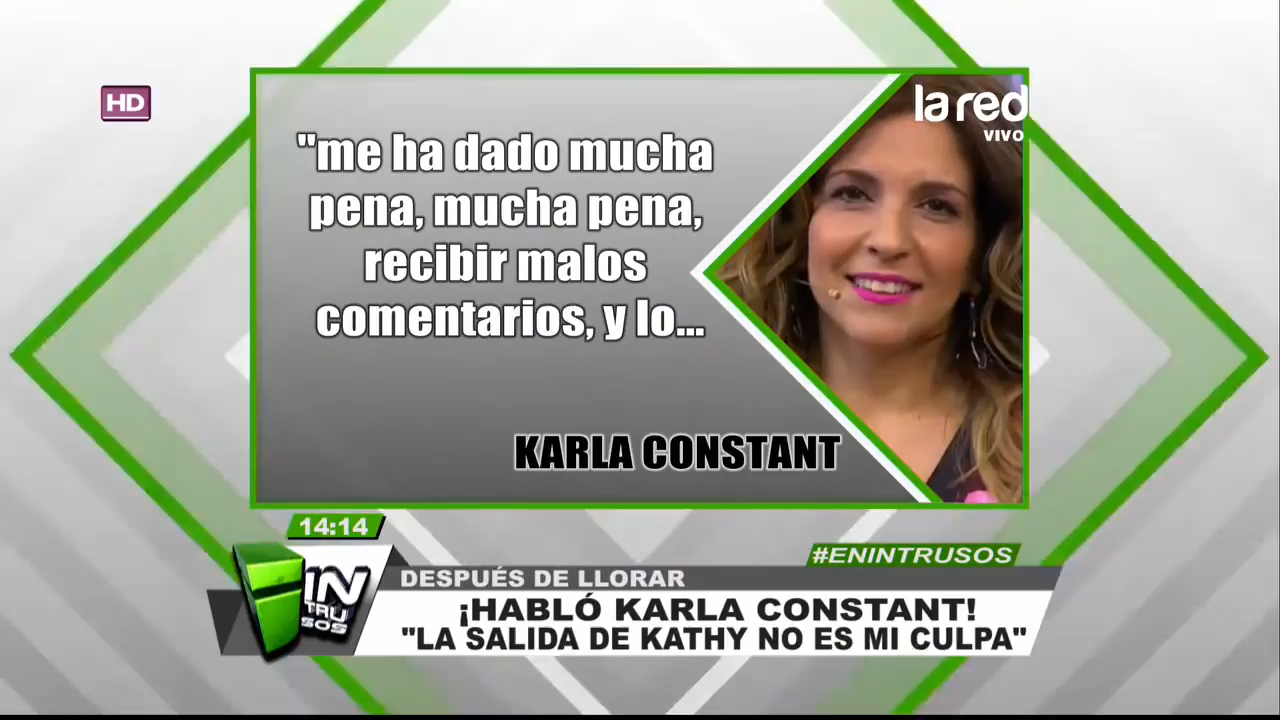 HD
la red
VIVO
"me ha dado mucha
pena, mucha pena,
recibir malos
comentarios, y lo...
KARLA CONSTANT
14:14
#ENINTRUSOS
IN
TRU
SOS
DESPUÉS DE LLORAR
¡HABLÓ KARLA CONSTANT!
"LA SALIDA DE KATHY NO ES MI CULPA"